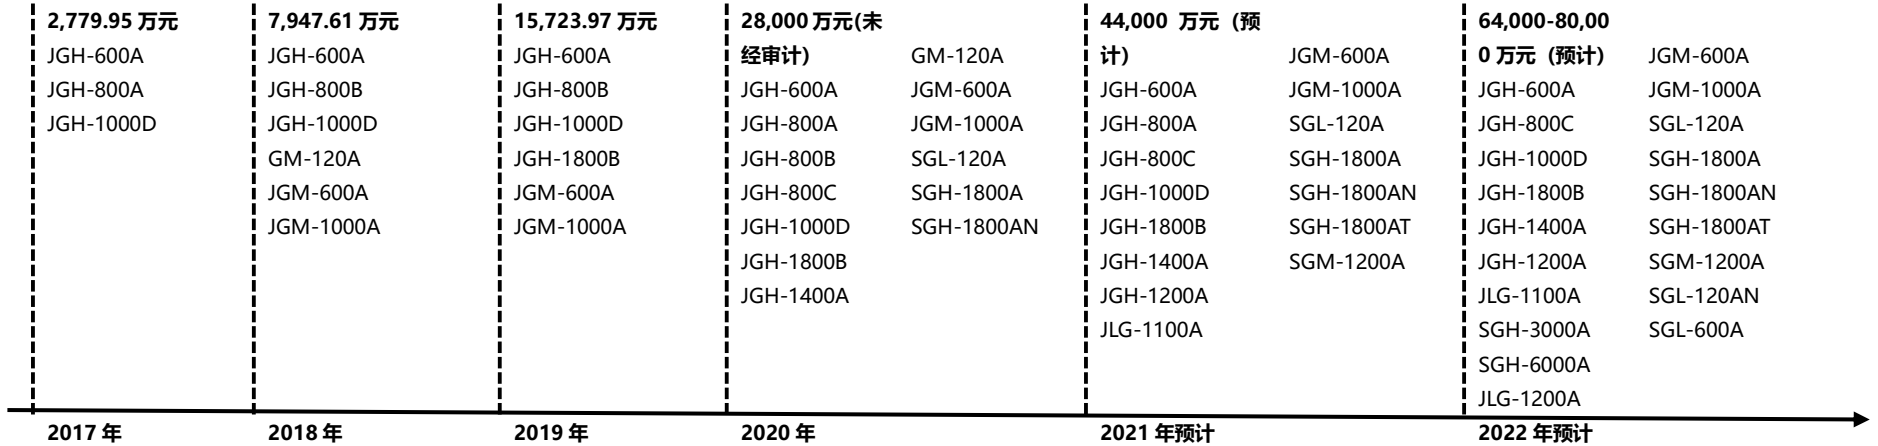 2,779.95 万元
JGH-600A
JGH-800A
JGH-1000D
2017 年
7,947.61 万元
JGH-600A
JGH-800B
JGH-1000D
GM-120A
JGM-600A
JGM-1000A
2018 年
15,723.97 万元
JGH-600A
JGH-800B
JGH-1000D
JGH-1800B
JGM-600A
JGM-1000A
2019 年
28,000 万元(未
经审计)
JGH-600A
JGH-800A
JGH-800B
JGH-800C
JGH-1000D
JGH-1800B
JGH-1400A
GM-120A
JGM-600A
JGM-1000A
SGL-120A
SGH-1800A
SGH-1800AN
2020 年
44,000 万元 (预
计)
JGH-600A
JGH-800A
JGH-800C
JGH-1000D
JGH-1800B
JGH-1400A
JGH-1200A
JLG-1100A
JGM-600A
JGM-1000A
SGL-120A
SGH-1800A
SGH-1800AN
SGH-1800AT
SGM-1200A
2021 年预计
64,000-80,00
0 万元 (预计)
JGH-600A
JGH-800C
JGH-1000D
JGH-1800B
JGH-1400A
JGH-1200A
JLG-1100A
SGH-3000A
SGH-6000A
JLG-1200A
JGM-600A
JGM-1000A
SGL-120A
SGH-1800A
SGH-1800AN
SGH-1800AT
SGM-1200A
SGL-120AN
SGL-600A
2022 年预计